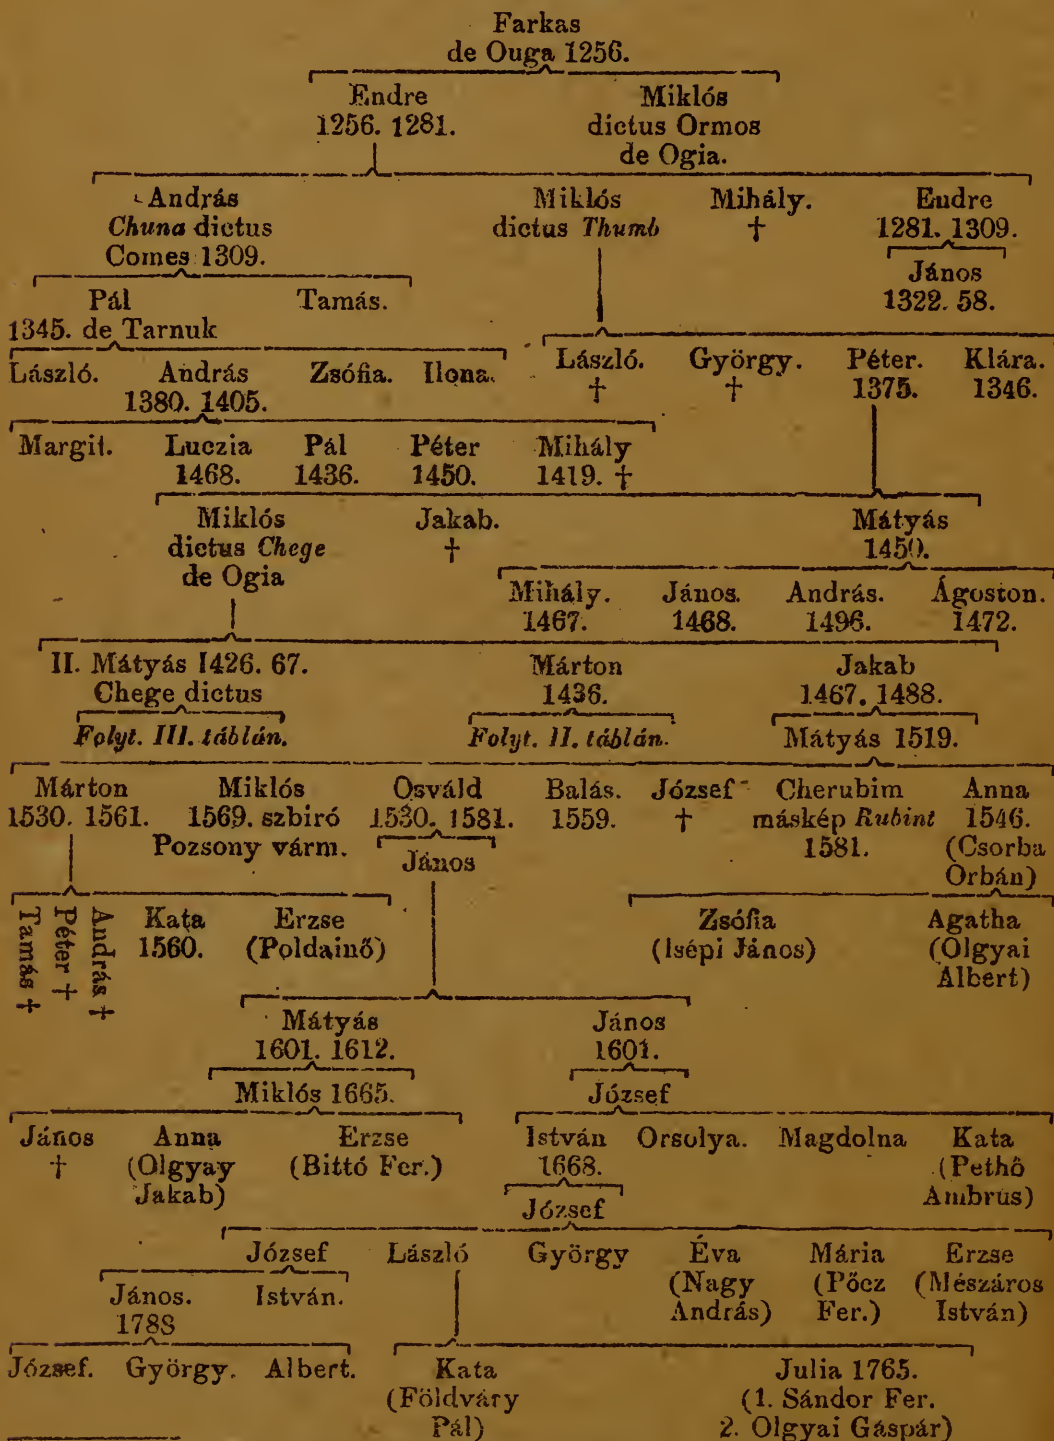 Farkas
de Ouga 1256.
Endre Miklós
1256. 1281. dictus Ormos
de Ogia.
András Miklós Mihály. Endre
Chuna dictus dictus Thumb † 1281. 1309.
Comes 1309. János
Pál Tamás. 1322. 58.
1345. de Tarnuk
László. András Zsófia. Ilona. László. György. Péter. Klára.
1380. 1405. † † 1375. 1346.
Margit. Luczia Pál Péter Mihály
1468. 1436. 1450. 1419. †
Miklós Jakab. Mátyás
dictus Chege † 1450.
de Ogia
Mihály. János. András. Ágoston.
1467. 1468. 1496. 1472.
II. Mátyás 1426. 67. Márton Jakab
Chege dictus 1436. 1467. 1488.
Folyt. III. táblán. Folyt. II. táblán. Mátyás 1519.
Márton Miklós Osváld Balás. József Cherubim Anna
1530. 1561. 1569. szbiró 1530. 1581. 1559. † máskép Rubint 1546.
Pozsony várm. János 1581. (Csorba
Orbán)
András †
Péter †
Tamás †
Kata Erzse Zsófia Agatha
1560. (Poldainő) (Isépi János) (Olgyai
Albert)
Mátyás János
1601. 1612. 1601.
Miklós 1665. József
János Anna Erzse István Orsolya. Magdolna Kata
† (Olgyay (Bittó Fer.) 1668. (Pethő
Jakab) József Ambrus)
József László György Éva Mária Erzse
János. István. (Nagy (Pőcz (Mészáros
1788 András) Fer.) István)
József. György. Albert. Kata Julia 1765.
(Földváry (1. Sándor Fer.
Pál) 2. Olgyai Gáspár)